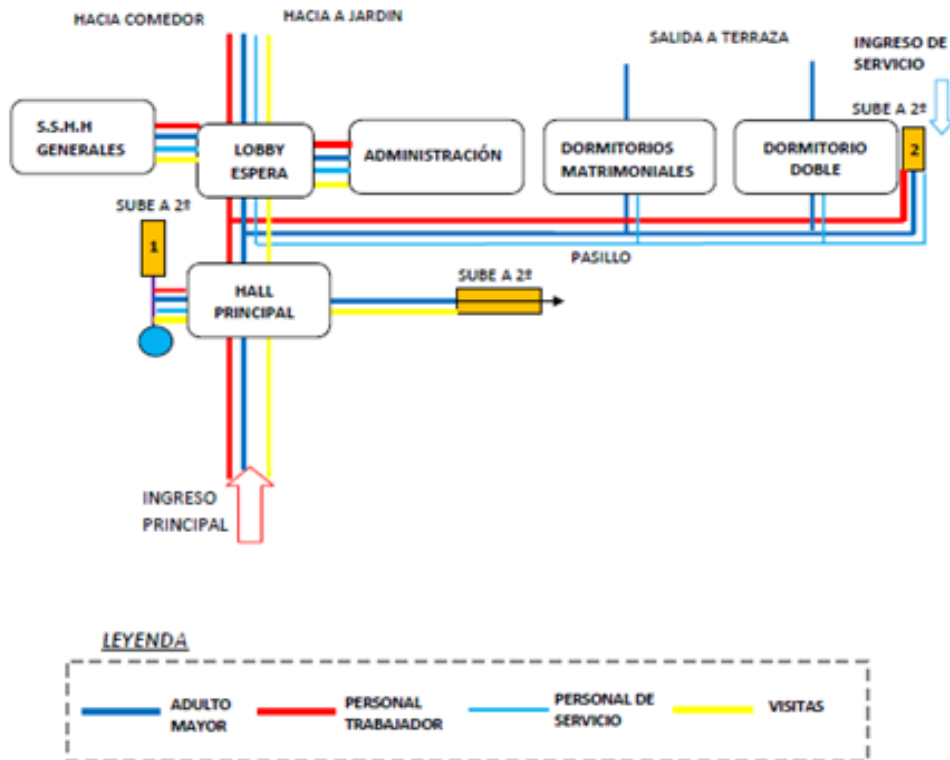 HACIA COMEDOR
HACIA A JARDIN
SALIDA A TERRAZA
INGRESO DE
SERVICIO
SUBE A 2º
S.S.H.H
GENERALES
LOBBY
ESPERA
ADMINISTRACIÓN
DORMITORIOS
MATRIMONIALES
DORMITORIO
DOBLE
2
SUBE A 2º
1
PASILLO
HALL
PRINCIPAL
SUBE A 2º
INGRESO
PRINCIPAL
LEYENDA
ADULTO
MAYOR
PERSONAL
TRABAJADOR
PERSONAL DE
SERVICIO
VISITAS